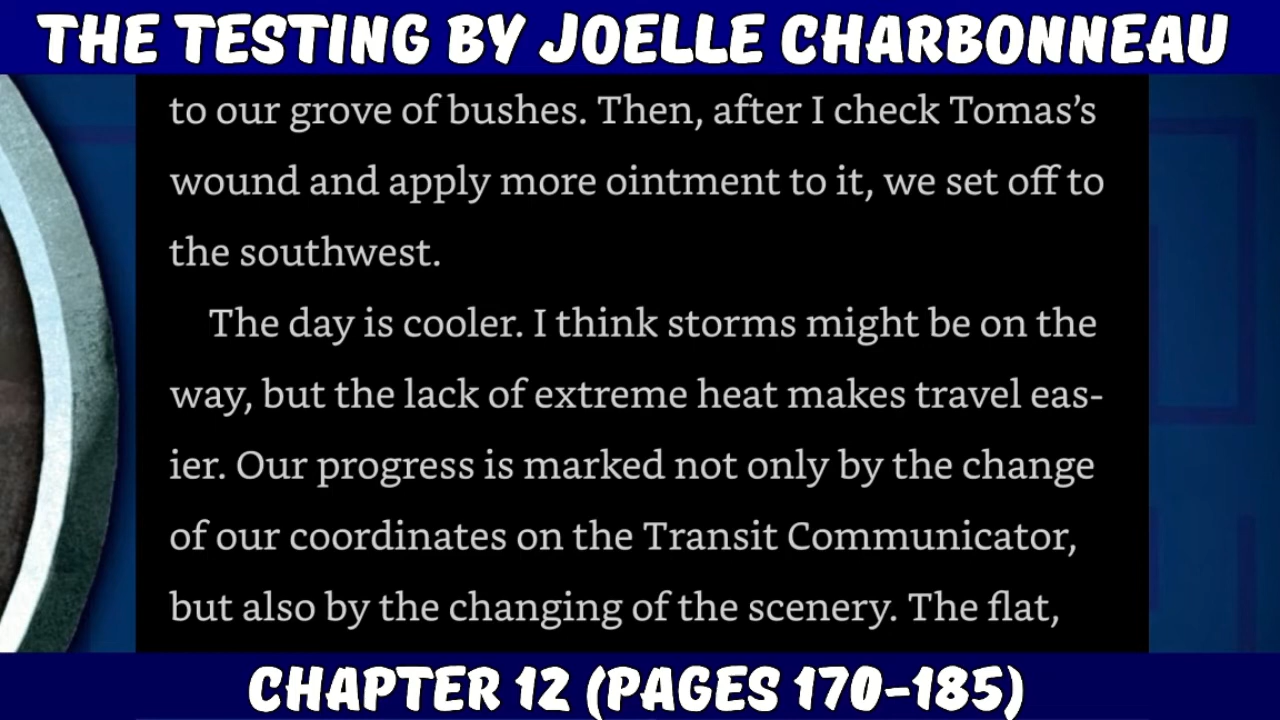 THE TESTING BY JOELLE CHARBONNEAU
to our grove of bushes. Then, after I check Tomas’s
wound and apply more ointment to it, we set off to
the southwest.
The day is cooler. I think storms might be on the
way, but the lack of extreme heat makes travel eas-
ier. Our progress is marked not only by the change
of our coordinates on the Transit Communicator,
but also by the changing of the scenery. The flat,
CHAPTER 12 (PAGES 170-185)